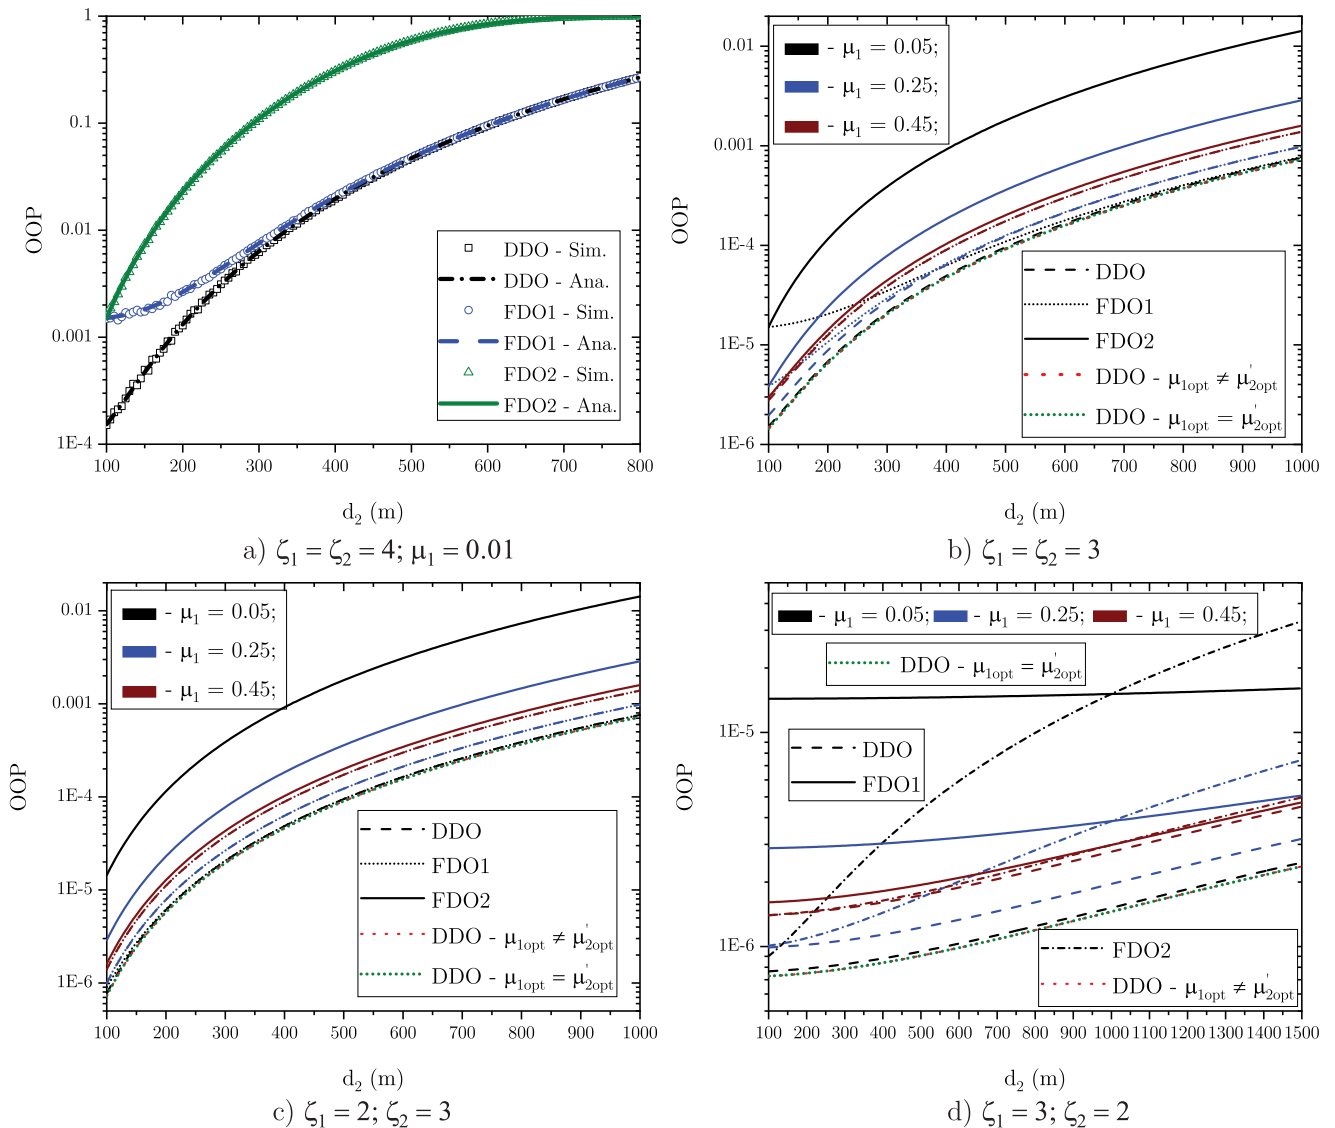 1
0.1
0.01
0.001
1E-4
OOP
DDO - Sim.
DDO - Ana.
FDO1 - Sim.
FDO1 - Ana.
FDO2 - Sim.
FDO2 - Ana.
100 200 300 400 500 600 700 800
d₂ (m)
a) ζ₁ = ζ₂ = 4; μ₁ = 0.01
0.01
0.001
1E-4
1E-5
1E-6
OOP
- μ₁ = 0.05;
- μ₁ = 0.25;
- μ₁ = 0.45;
DDO
FDO1
FDO2
DDO - μ₁opt ≠ μ'₂opt
DDO - μ₁opt = μ'₂opt
100 200 300 400 500 600 700 800 900 1000
d₂ (m)
b) ζ₁ = ζ₂ = 3
0.01
0.001
1E-4
1E-5
1E-6
OOP
- μ₁ = 0.05;
- μ₁ = 0.25;
- μ₁ = 0.45;
DDO
FDO1
FDO2
DDO - μ₁opt ≠ μ'₂opt
DDO - μ₁opt = μ'₂opt
100 200 300 400 500 600 700 800 900 1000
d₂ (m)
c) ζ₁ = 2; ζ₂ = 3
1E-5
1E-6
OOP
- μ₁ = 0.05; - μ₁ = 0.25; - μ₁ = 0.45;
DDO - μ₁opt = μ'₂opt
DDO
FDO1
FDO2
DDO - μ₁opt ≠ μ'₂opt
100 200 300 400 500 600 700 800 900 1000 1100 1200 1300 1400 1500
d₂ (m)
d) ζ₁ = 3; ζ₂ = 2